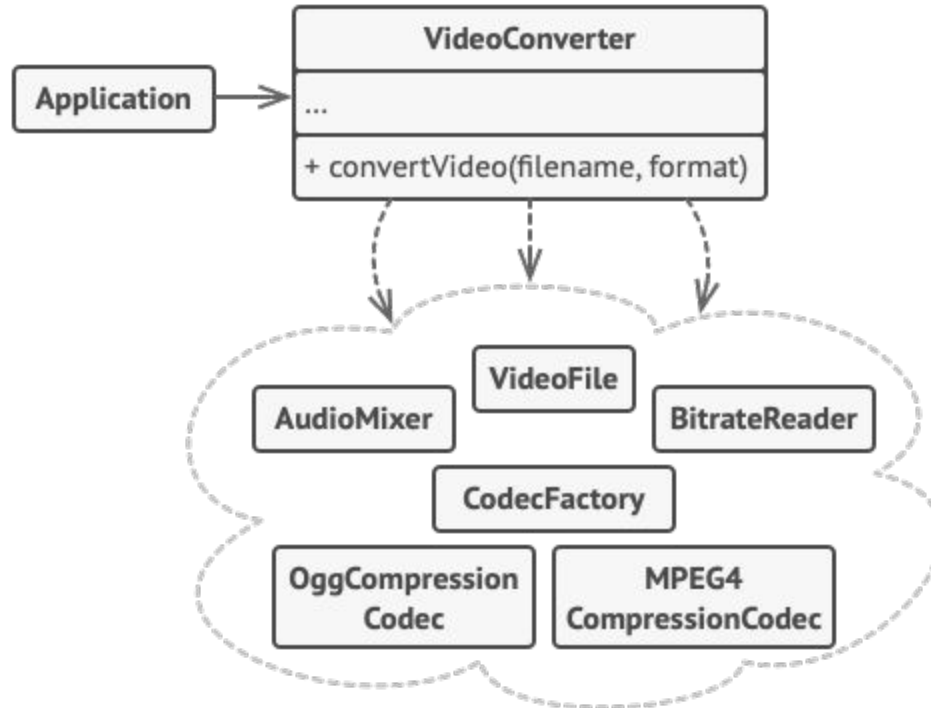 VideoConverter
Application
...
+ convertVideo(filename, format)
VideoFile
AudioMixer
BitrateReader
CodecFactory
OggCompression
Codec
MPEG4
CompressionCodec